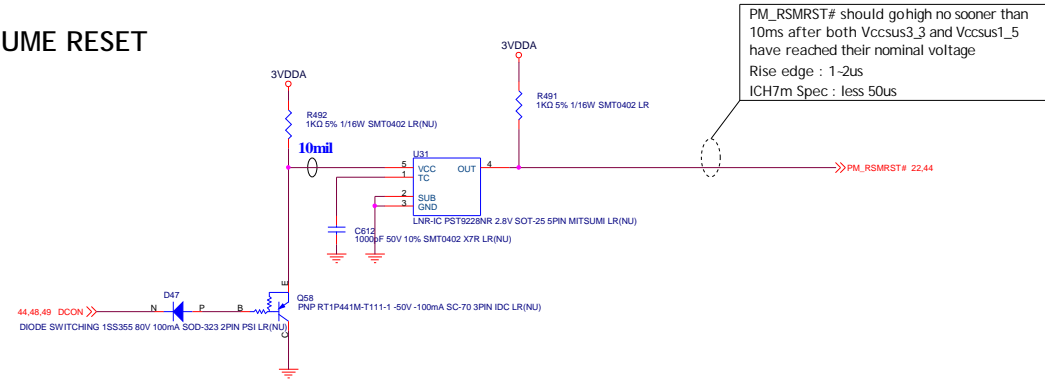 UME RESET
PM_RSMRST# should go high no sooner than
10ms after both Vccsus3_3 and Vccsus1_5
have reached their nominal voltage
Rise edge : 1~2us
ICH7m Spec : less 50us
3VDDA
3VDDA
R491
1KΩ 5% 1/16W SMT0402 LR
R492
1KΩ 5% 1/16W SMT0402 LR(NU)
10mil
U31
5
VCC
OUT
4
1
TC
2
SUB
3
GND
PM_RSMRST# 22,44
LNR-IC PST9228NR 2.8V SOT-25 5PIN MITSUMI LR(NU)
C612
1000pF 50V 10% SMT0402 X7R LR(NU)
E
D47
Q58
PNP RT1P441M-T111-1 -50V -100mA SC-70 3PIN IDC LR(NU)
44,48,49 DCON
N
P
B
DIODE SWITCHING 1SS355 80V 100mA SOD-323 2PIN PSI LR(NU)
C